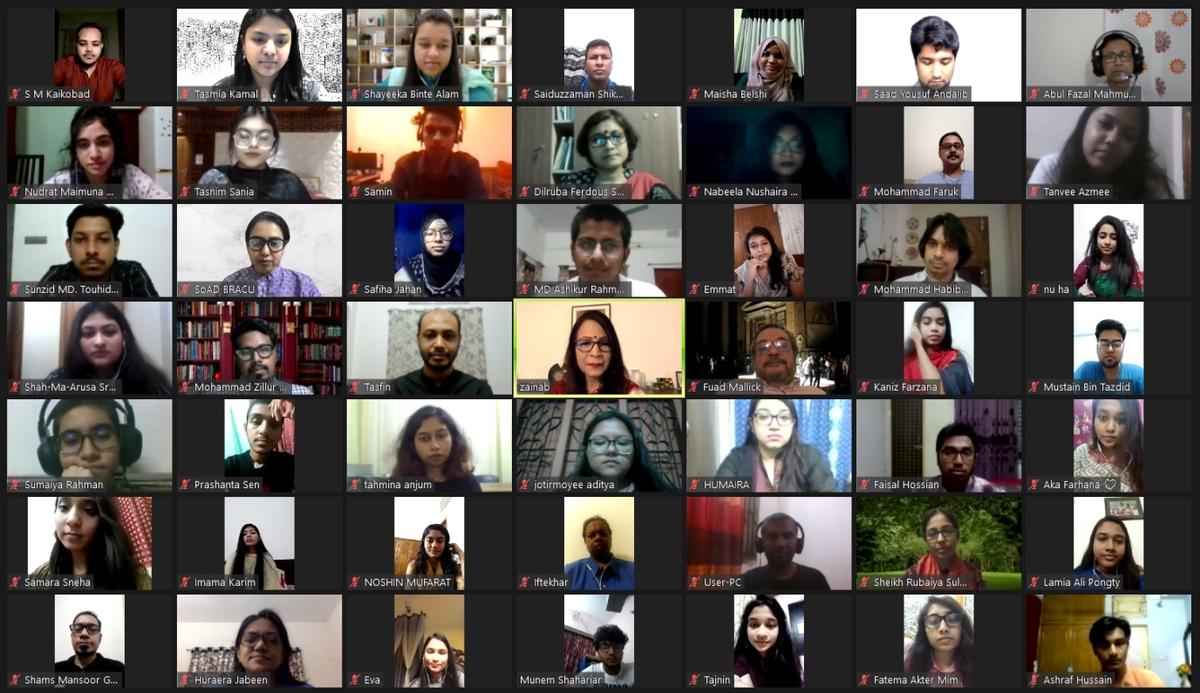 S M Kaikobad
Tasmia Kamal
Shayeeka Binte Alam
Saiduzzaman Shik...
Maisha Belshi
Saad Yousuf Andalib
Abul Fazal Mahmu...
Nudrat Maimuna ...
Tasnim Sania
Samin
Dilruba Ferdous S...
Nabeela Nushaira ...
Mohammad Faruk
Tanvee Azmee
Sunzid MD. Touhid...
SoAD BRACU
Safiha Jahan
MD Ashikur Rahm...
Emmat
Mohammad Habib...
nu ha
Shah-Ma-Arusa Sr...
Mohammad Zillur ...
Tasfin
zainab
Fuad Mallick
Kaniz Farzana
Mustain Bin Tazdid
Sumaiya Rahman
Prashanta Sen
tahmina anjum
jotirmoyee aditya
HUMAIRA
Faisal Hossian
Aka Farhana ♡
Samara Sneha
Imama Karim
NOSHIN MUFARAT
Iftekhar
User-PC
Sheikh Rubaiya Sul...
Lamia Ali Pongty
Shams Mansoor G...
Huraera Jabeen
Eva
Munem Shahariar
Tajnin
Fatema Akter Mim
Ashraf Hussain